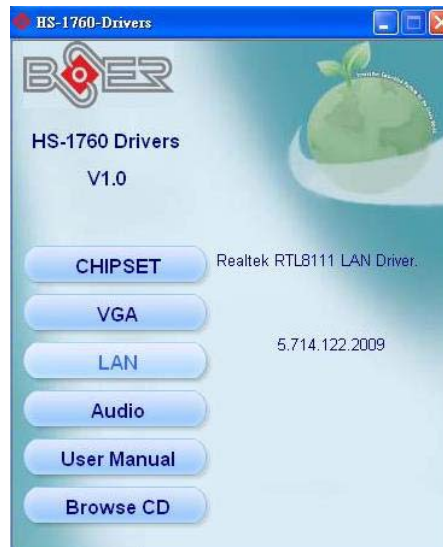 HS-1760-Drivers
BOSER
HS-1760 Drivers
V1.0
CHIPSET
Realtek RTL8111 LAN Driver.
VGA
5.714.122.2009
LAN
Audio
User Manual
Browse CD